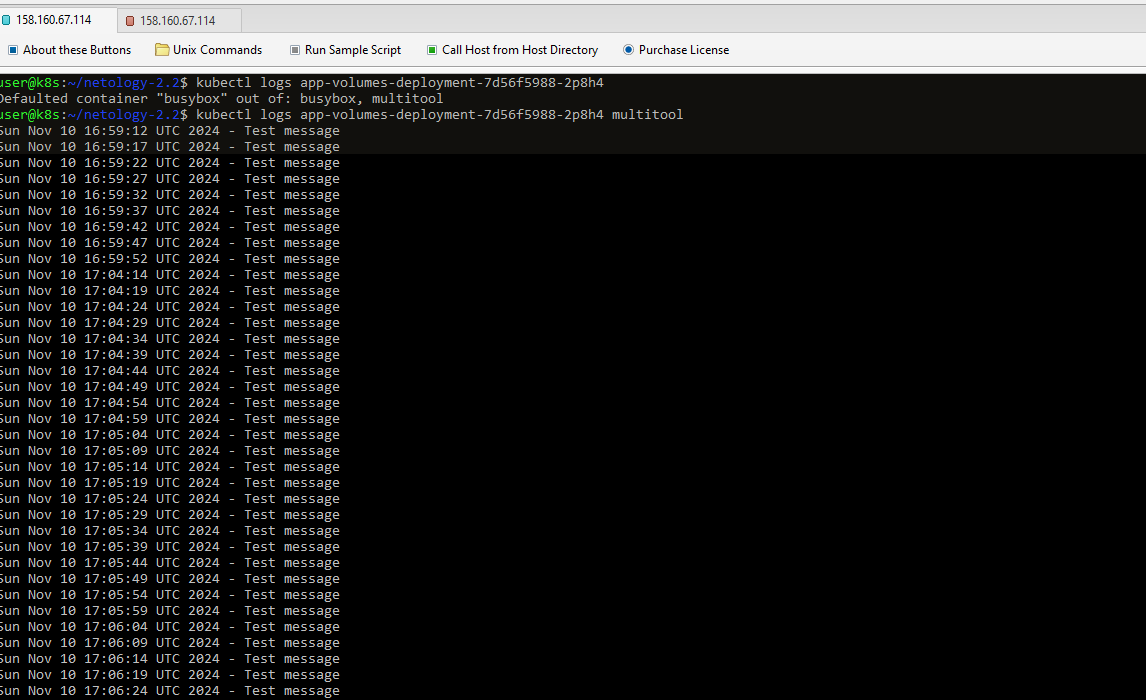 158.160.67.114 158.160.67.114
About these Buttons Unix Commands Run Sample Script Call Host from Host Directory Purchase License
user@k8s:~/netology-2.2$ kubectl logs app-volumes-deployment-7d56f5988-2p8h4
Defaulted container "busybox" out of: busybox, multitool
user@k8s:~/netology-2.2$ kubectl logs app-volumes-deployment-7d56f5988-2p8h4 multitool
Sun Nov 10 16:59:12 UTC 2024 - Test message
Sun Nov 10 16:59:17 UTC 2024 - Test message
Sun Nov 10 16:59:22 UTC 2024 - Test message
Sun Nov 10 16:59:27 UTC 2024 - Test message
Sun Nov 10 16:59:32 UTC 2024 - Test message
Sun Nov 10 16:59:37 UTC 2024 - Test message
Sun Nov 10 16:59:42 UTC 2024 - Test message
Sun Nov 10 16:59:47 UTC 2024 - Test message
Sun Nov 10 16:59:52 UTC 2024 - Test message
Sun Nov 10 17:04:14 UTC 2024 - Test message
Sun Nov 10 17:04:19 UTC 2024 - Test message
Sun Nov 10 17:04:24 UTC 2024 - Test message
Sun Nov 10 17:04:29 UTC 2024 - Test message
Sun Nov 10 17:04:34 UTC 2024 - Test message
Sun Nov 10 17:04:39 UTC 2024 - Test message
Sun Nov 10 17:04:44 UTC 2024 - Test message
Sun Nov 10 17:04:49 UTC 2024 - Test message
Sun Nov 10 17:04:54 UTC 2024 - Test message
Sun Nov 10 17:04:59 UTC 2024 - Test message
Sun Nov 10 17:05:04 UTC 2024 - Test message
Sun Nov 10 17:05:09 UTC 2024 - Test message
Sun Nov 10 17:05:14 UTC 2024 - Test message
Sun Nov 10 17:05:19 UTC 2024 - Test message
Sun Nov 10 17:05:24 UTC 2024 - Test message
Sun Nov 10 17:05:29 UTC 2024 - Test message
Sun Nov 10 17:05:34 UTC 2024 - Test message
Sun Nov 10 17:05:39 UTC 2024 - Test message
Sun Nov 10 17:05:44 UTC 2024 - Test message
Sun Nov 10 17:05:49 UTC 2024 - Test message
Sun Nov 10 17:05:54 UTC 2024 - Test message
Sun Nov 10 17:05:59 UTC 2024 - Test message
Sun Nov 10 17:06:04 UTC 2024 - Test message
Sun Nov 10 17:06:09 UTC 2024 - Test message
Sun Nov 10 17:06:14 UTC 2024 - Test message
Sun Nov 10 17:06:19 UTC 2024 - Test message
Sun Nov 10 17:06:24 UTC 2024 - Test message